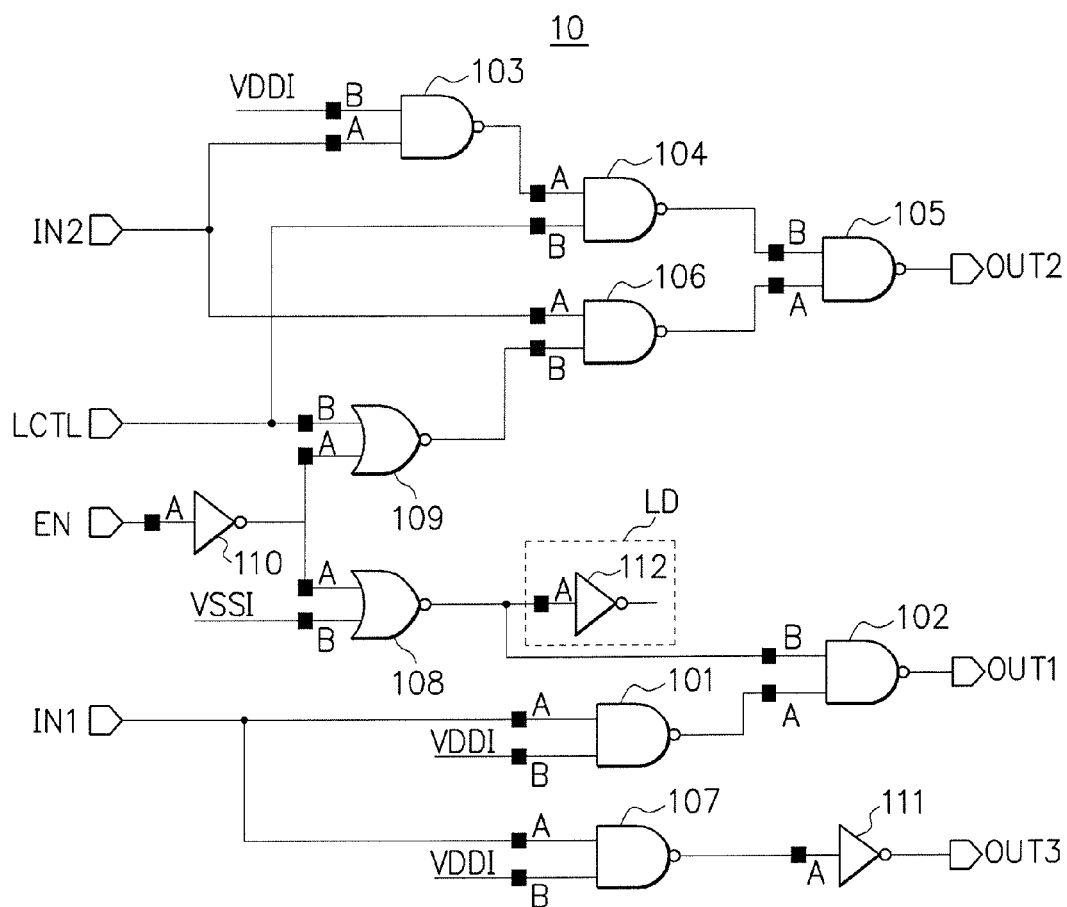 10
103
VDDI
B
A
104
A
B
105
B
A
IN2
OUT2
106
A
B
LCTL
B
A
109
EN
A
110
LD
112
A
A
VSSI
B
108
102
B
A
OUT1
101
IN1
A
VDDI
B
107
A
VDDI
B
111
A
OUT3